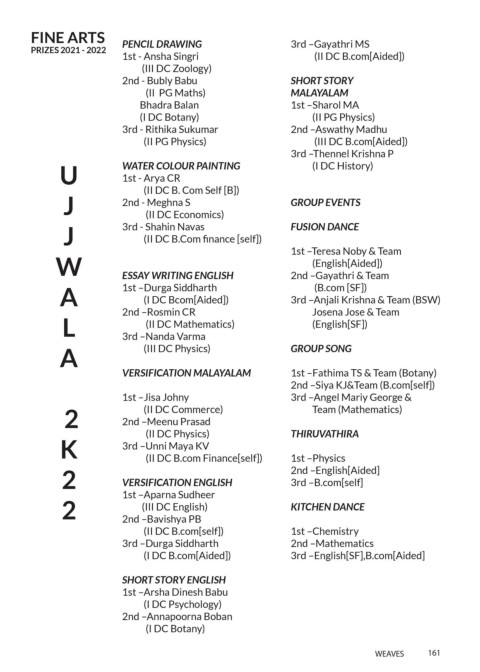 FINE ARTS
PRIZES 2021 - 2022
U
J
J
W
A
L
A
2
K
2
2
PENCIL DRAWING
1st - Ansha Singri
(III DC Zoology)
2nd - Bubly Babu
(II PG Maths)
Bhadra Balan
(I DC Botany)
3rd - Rithika Sukumar
(II PG Physics)
WATER COLOUR PAINTING
1st - Arya CR
(II DC B. Com Self [B])
2nd - Meghna S
(II DC Economics)
3rd - Shahin Navas
(II DC B.Com finance [self])
ESSAY WRITING ENGLISH
1st –Durga Siddharth
(I DC Bcom[Aided])
2nd –Rosmin CR
(II DC Mathematics)
3rd –Nanda Varma
(III DC Physics)
VERSIFICATION MALAYALAM
1st –Jisa Johny
(II DC Commerce)
2nd –Meenu Prasad
(II DC Physics)
3rd –Unni Maya KV
(II DC B.com Finance[self])
VERSIFICATION ENGLISH
1st –Aparna Sudheer
(III DC English)
2nd –Bavishya PB
(II DC B.com[self])
3rd –Durga Siddharth
(I DC B.com[Aided])
SHORT STORY ENGLISH
1st –Arsha Dinesh Babu
(I DC Psychology)
2nd –Annapoorna Boban
(I DC Botany)
3rd –Gayathri MS
(II DC B.com[Aided])
SHORT STORY
MALAYALAM
1st –Sharol MA
(II PG Physics)
2nd –Aswathy Madhu
(III DC B.com[Aided])
3rd –Thennel Krishna P
(I DC History)
GROUP EVENTS
FUSION DANCE
1st –Teresa Noby & Team
(English[Aided])
2nd –Gayathri & Team
(B.com [SF])
3rd –Anjali Krishna & Team (BSW)
Josena Jose & Team
(English[SF])
GROUP SONG
1st –Fathima TS & Team (Botany)
2nd –Siya KJ&Team (B.com[self])
3rd –Angel Mariy George &
Team (Mathematics)
THIRUVATHIRA
1st –Physics
2nd –English[Aided]
3rd –B.com[self]
KITCHEN DANCE
1st –Chemistry
2nd –Mathematics
3rd –English[SF],B.com[Aided]
WEAVES 161